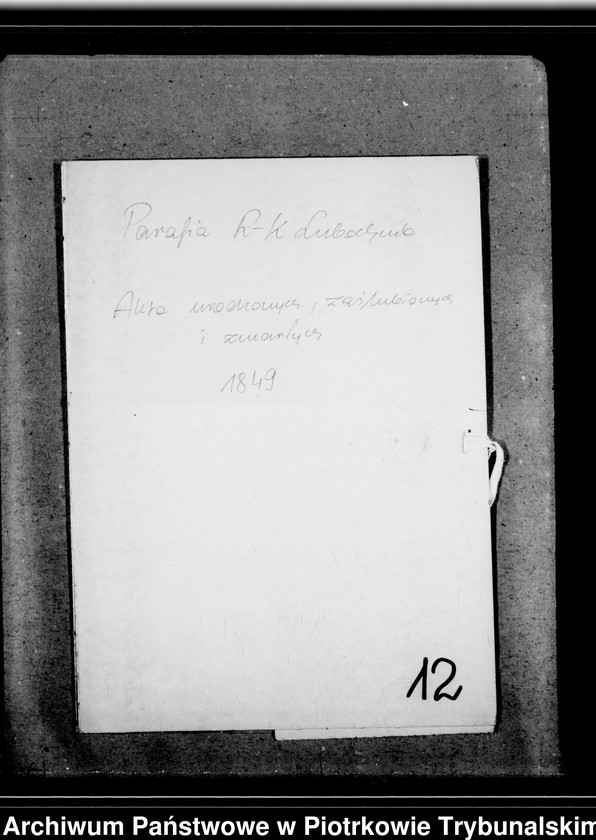 Parafia R-K Lubochnia
Akta urodzonych, zaślubionych
i zmarłych
1849
12
Archiwum Państwowe w Piotrkowie Trybunalskim